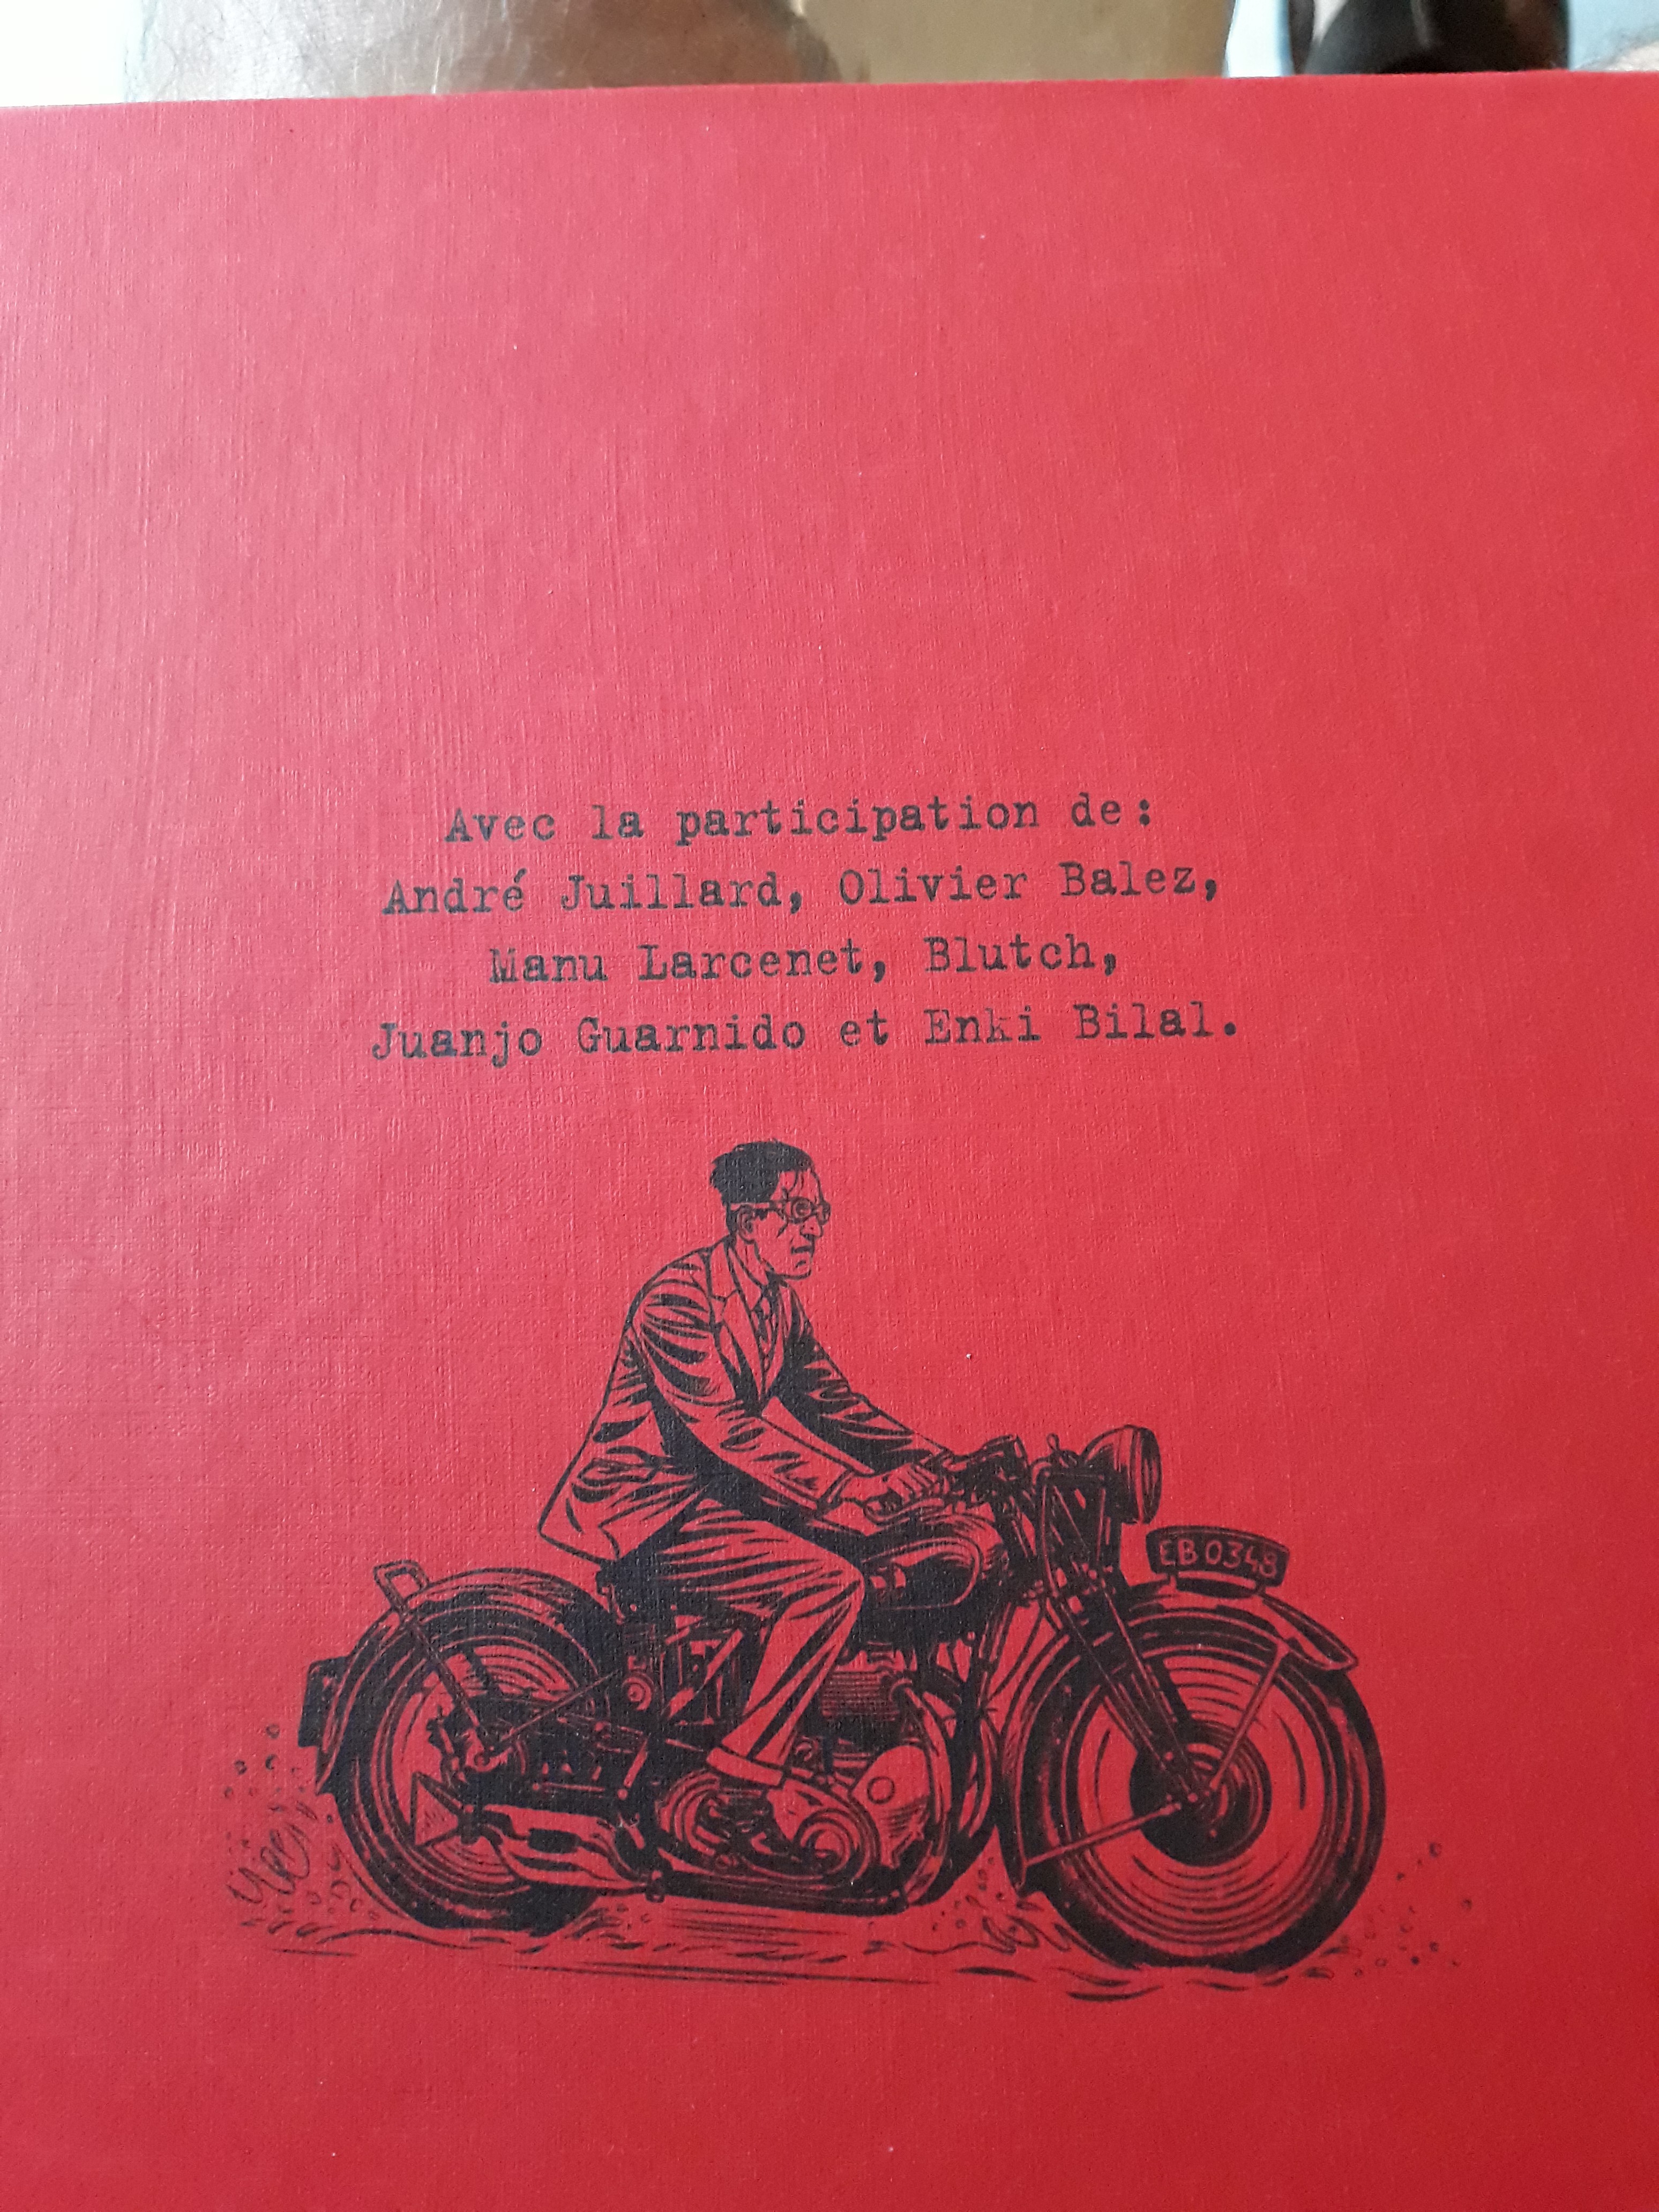 Avec la participation de:
André Juillard, Olivier Balez,
Manu Larcenet, Blutch,
Juanjo Guarnido et Enki Bilal.
EB 0348